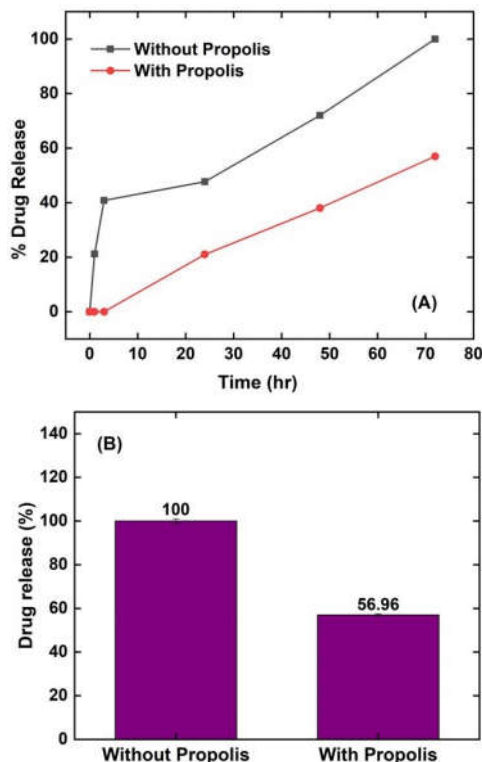 100
80
60
40
20
0
% Drug Release
Without Propolis
With Propolis
(A)
0 10 20 30 40 50 60 70 80
Time (hr)
(B)
140
120
100
80
60
40
20
0
Drug release (%)
100
56.96
Without Propolis With Propolis